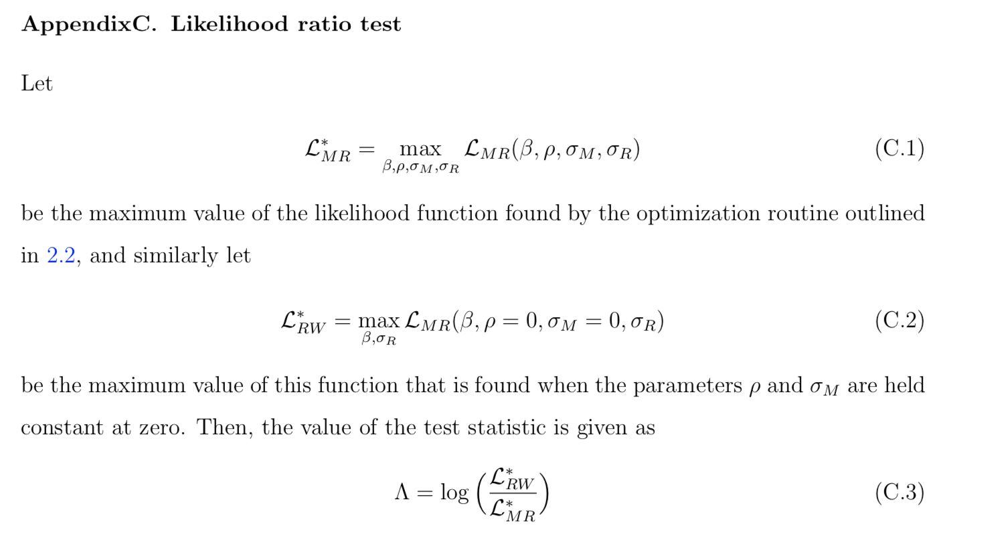 AppendixC. Likelihood ratio test
Let
$$\mathcal{L}^*_{MR} = \max_{\beta,\rho,\sigma_M,\sigma_R} \mathcal{L}_{MR}(\beta, \rho, \sigma_M, \sigma_R) \quad (C.1)$$
be the maximum value of the likelihood function found by the optimization routine outlined
in 2.2, and similarly let
$$\mathcal{L}^*_{RW} = \max_{\beta,\sigma_R} \mathcal{L}_{MR}(\beta, \rho = 0, \sigma_M = 0, \sigma_R) \quad (C.2)$$
be the maximum value of this function that is found when the parameters $\rho$ and $\sigma_M$ are held
constant at zero. Then, the value of the test statistic is given as
$$\Lambda = \log \left( \frac{\mathcal{L}^*_{RW}}{\mathcal{L}^*_{MR}} \right) \quad (C.3)$$